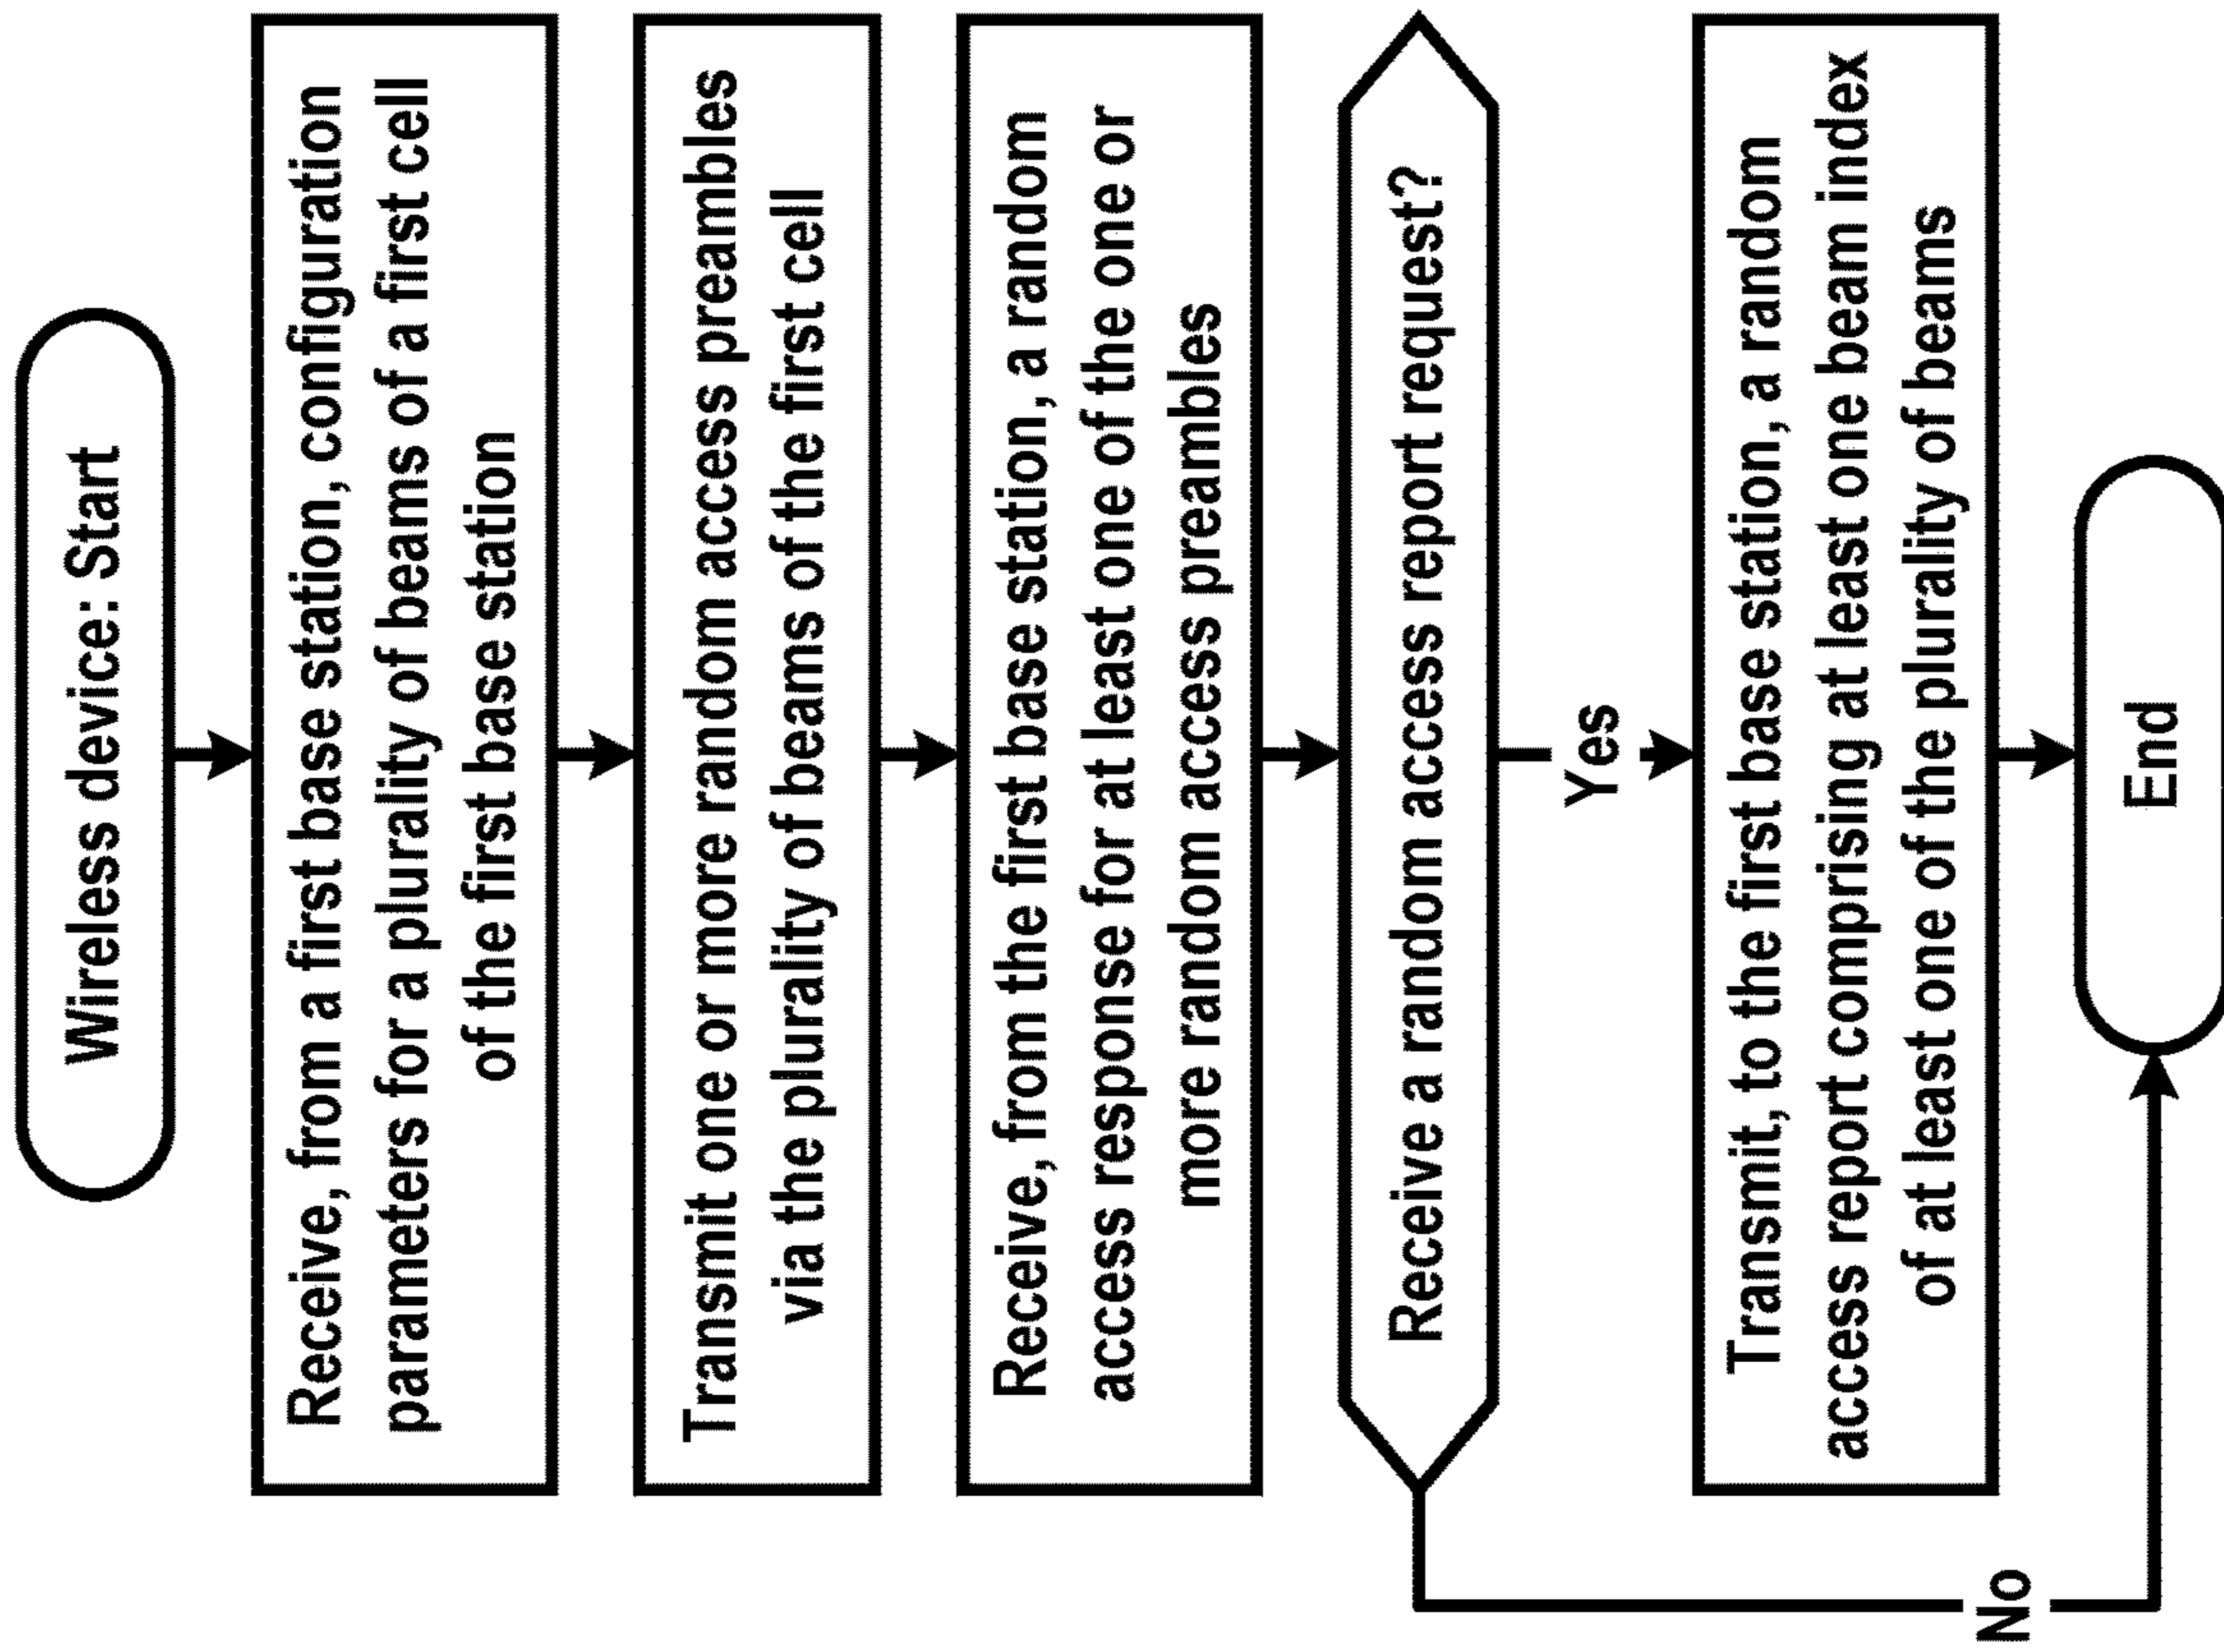 Wireless device: Start
Receive, from a first base station, configuration
parameters for a plurality of beams of a first cell
of the first base station
Transmit one or more random access preambles
via the plurality of beams of the first cell
Receive, from the first base station, a random
access response for at least one of the one or
more random access preambles
Receive a random access report request?
Yes
Transmit, to the first base station, a random
access report comprising at least one beam index
of at least one of the plurality of beams
No
End